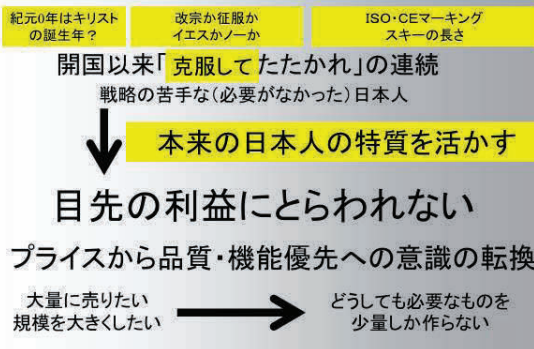 紀元0年はキリスト
の誕生年？
改宗か征服か
イエスかノーか
ISO・CEマーキング
スキーの長さ
開国以来「克服してたたかれ」の連続
戦略の苦手な(必要がなかった)日本人
本来の日本人の特質を活かす
目先の利益にとらわれない
プライスから品質・機能優先への意識の転換
大量に売りたい
規模を大きくしたい
どうしても必要なものを
少量しか作らない